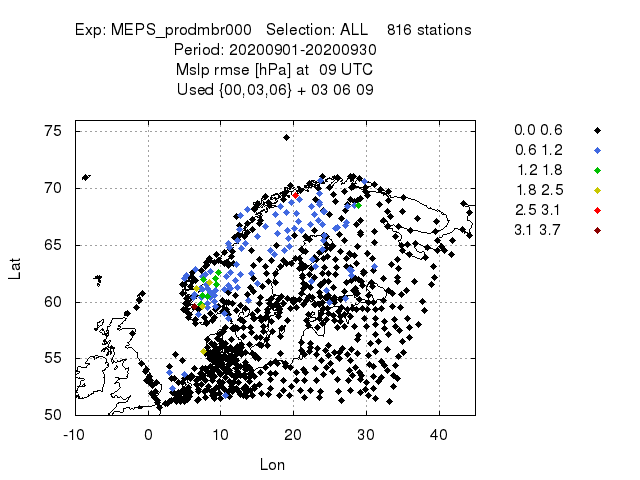 Exp: MEPS_prodmbr000 Selection: ALL 816 stations
Period: 20200901-20200930
Mslp rmse [hPa] at 09 UTC
Used {00,03,06} + 03 06 09
75
70
65
60
55
50
Lat
-10 0 10 20 30 40
Lon
0.0 0.6
0.6 1.2
1.2 1.8
1.8 2.5
2.5 3.1
3.1 3.7